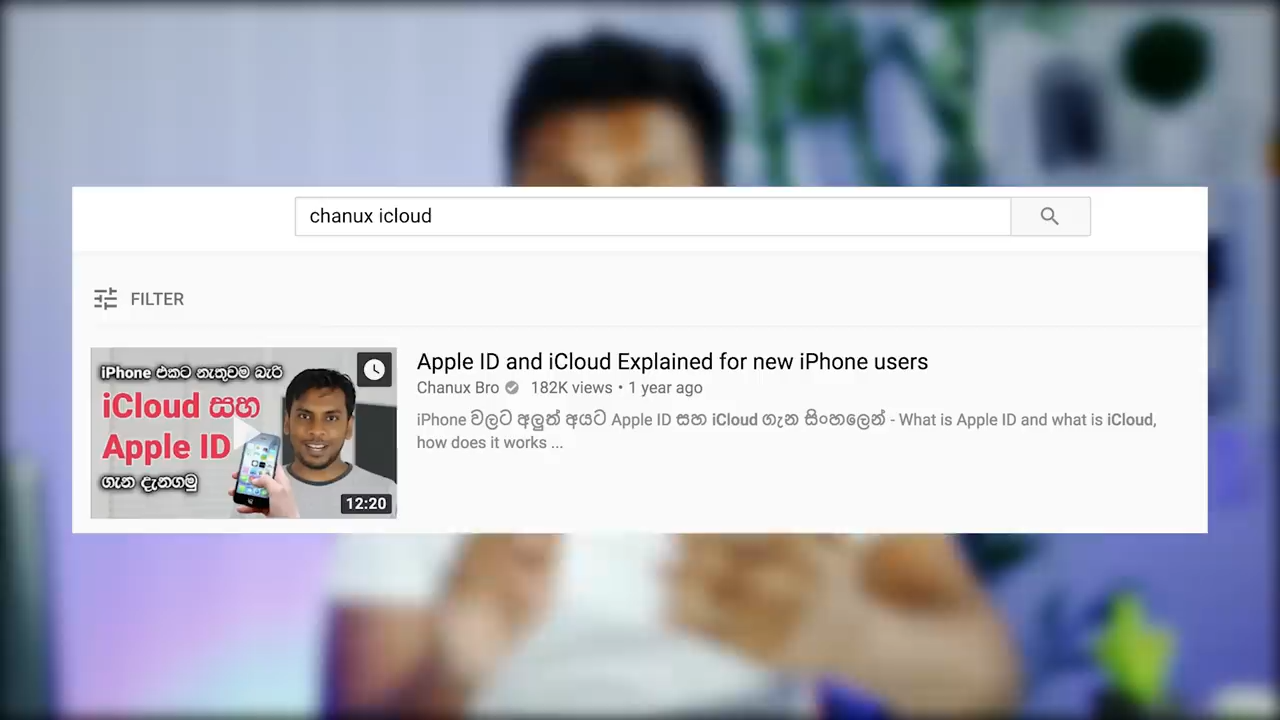 chanux icloud
FILTER
iPhone එකට නැතුවම බැරි
iCloud සහ
Apple ID
ගැන දැනගමු
12:20
Apple ID and iCloud Explained for new iPhone users
Chanux Bro 182K views • 1 year ago
iPhone වලට අලුත් අයට Apple ID සහ iCloud ගැන සිංහලෙන් - What is Apple ID and what is iCloud,
how does it works ...